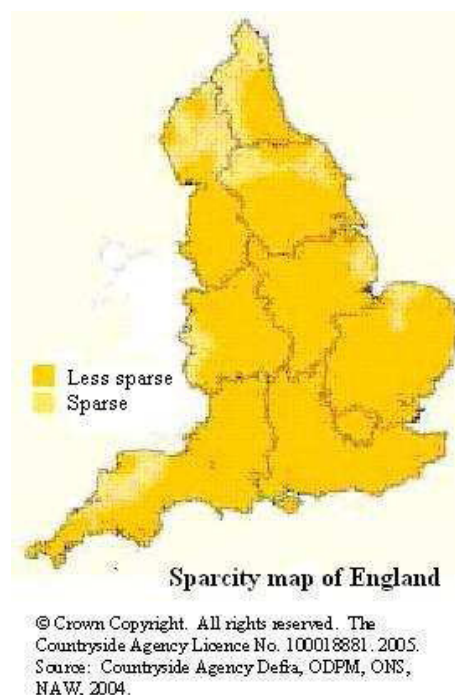 Less sparse
Sparse
Sparcity map of England
© Crown Copyright. All rights reserved. The
Countryside Agency Licence No. 100018881. 2005.
Source: Countryside Agency Defra, ODPM, ONS,
NAW, 2004.